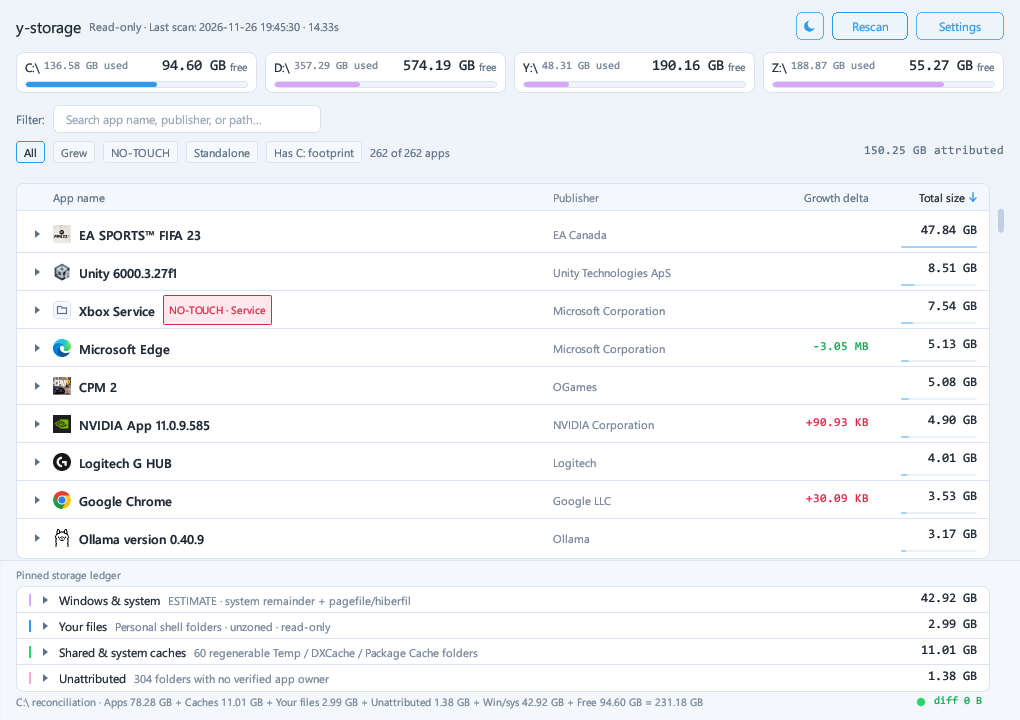 y-storage Read-only · Last scan: 2026-11-26 19:45:30 · 14.33s Rescan Settings
C:\ 136.58 GB used 94.60 GB free D:\ 357.29 GB used 574.19 GB free Y:\ 48.31 GB used 190.16 GB free Z:\ 188.87 GB used 55.27 GB free
Filter: Search app name, publisher, or path...
All Grew NO-TOUCH Standalone Has C: footprint 262 of 262 apps 150.25 GB attributed
App name Publisher Growth delta Total size ↓
EA SPORTS™ FIFA 23 EA Canada 47.84 GB
Unity 6000.3.27f1 Unity Technologies ApS 8.51 GB
Xbox Service NO-TOUCH · Service Microsoft Corporation 7.54 GB
Microsoft Edge Microsoft Corporation -3.05 MB 5.13 GB
CPM 2 OGames 5.08 GB
NVIDIA App 11.0.9.585 NVIDIA Corporation +90.93 KB 4.90 GB
Logitech G HUB Logitech 4.01 GB
Google Chrome Google LLC +30.09 KB 3.53 GB
Ollama version 0.40.9 Ollama 3.17 GB
Pinned storage ledger
Windows & system ESTIMATE · system remainder + pagefile/hiberfil 42.92 GB
Your files Personal shell folders · unzoned · read-only 2.99 GB
Shared & system caches 60 regenerable Temp / DXCache / Package Cache folders 11.01 GB
Unattributed 304 folders with no verified app owner 1.38 GB
C:\ reconciliation · Apps 78.28 GB + Caches 11.01 GB + Your files 2.99 GB + Unattributed 1.38 GB + Win/sys 42.92 GB + Free 94.60 GB = 231.18 GB diff 0 B